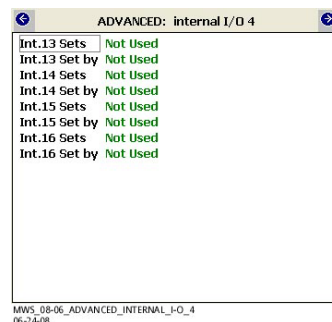 ADVANCED: internal I/O 4
Int.13 Sets Not Used
Int.13 Set by Not Used
Int.14 Sets Not Used
Int.14 Set by Not Used
Int.15 Sets Not Used
Int.15 Set by Not Used
Int.16 Sets Not Used
Int.16 Set by Not Used
MWS_08-06_ADVANCED_INTERNAL_I-O_4
06-24-08